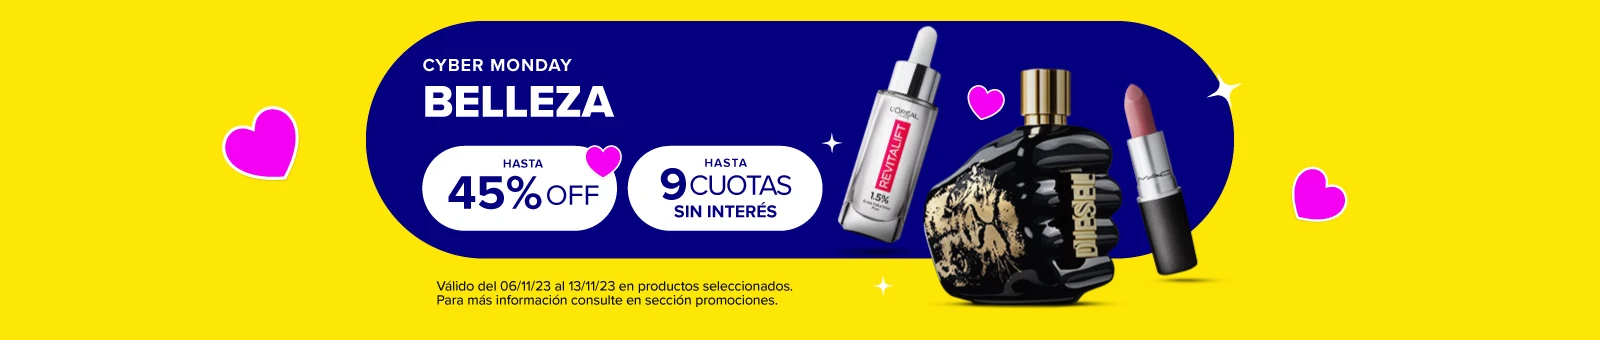 CYBER MONDAY
BELLEZA
HASTA
45% OFF
HASTA
9 CUOTAS
SIN INTERÉS
L'ORÉAL
REVITALIFT
1.5%
DIESEL
MAC
Válido del 06/11/23 al 13/11/23 en productos seleccionados.
Para más información consulte en sección promociones.